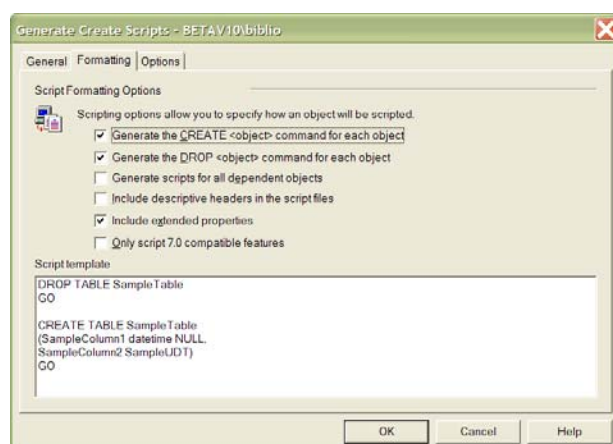 Generate Create Scripts - BETAV10\biblio
General Formatting Options
Script Formatting Options
Scripting options allow you to specify how an object will be scripted.
Generate the CREATE <object> command for each object
Generate the DROP <object> command for each object
Generate scripts for all dependent objects
Include descriptive headers in the script files
Include extended properties
Only script 7.0 compatible features
Script template
DROP TABLE SampleTable
GO
CREATE TABLE SampleTable
(SampleColumn1 datetime NULL,
SampleColumn2 SampleUDT)
GO
OK Cancel Help